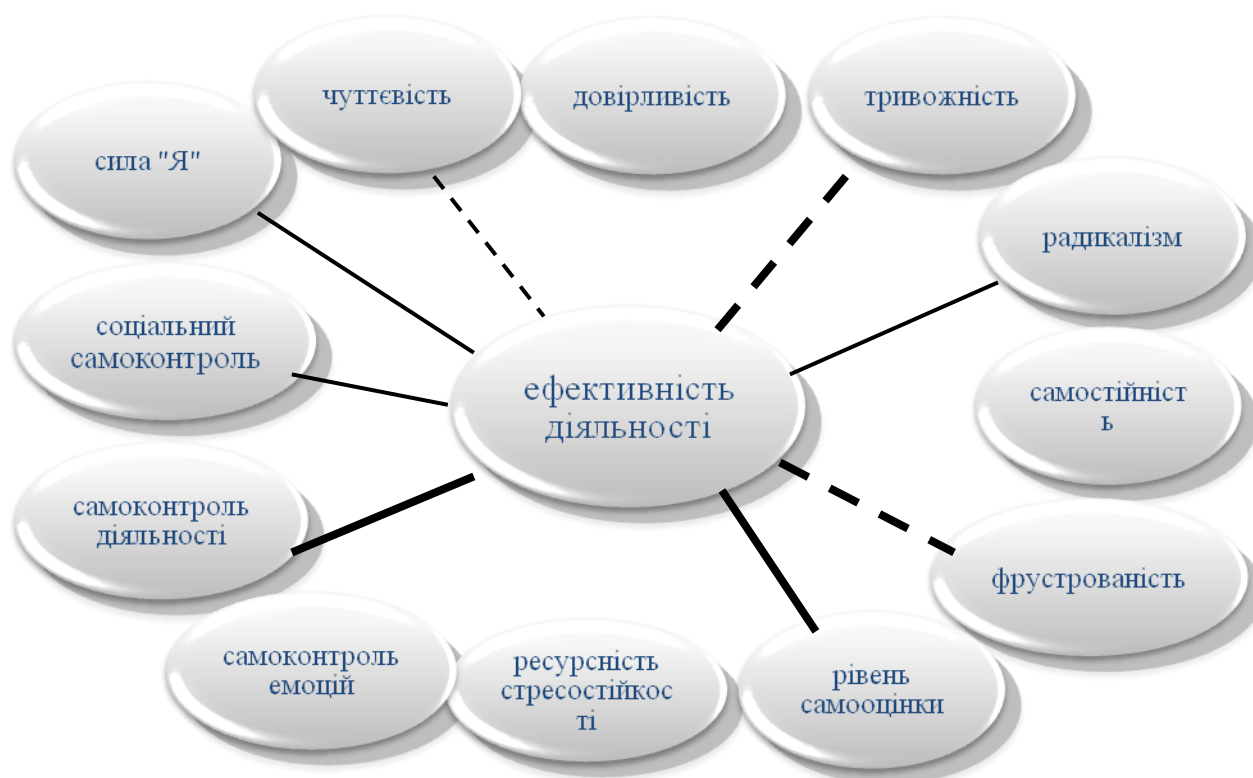 чуттєвість
довірливість
тривожність
сила "Я"
радикалізм
соціальний
самоконтроль
ефективність
діяльності
самостійніст
ь
самоконтроль
діяльності
фрустрованість
самоконтроль
емоцій
ресурсність
стресостійкос
ті
рівень
самооцінки